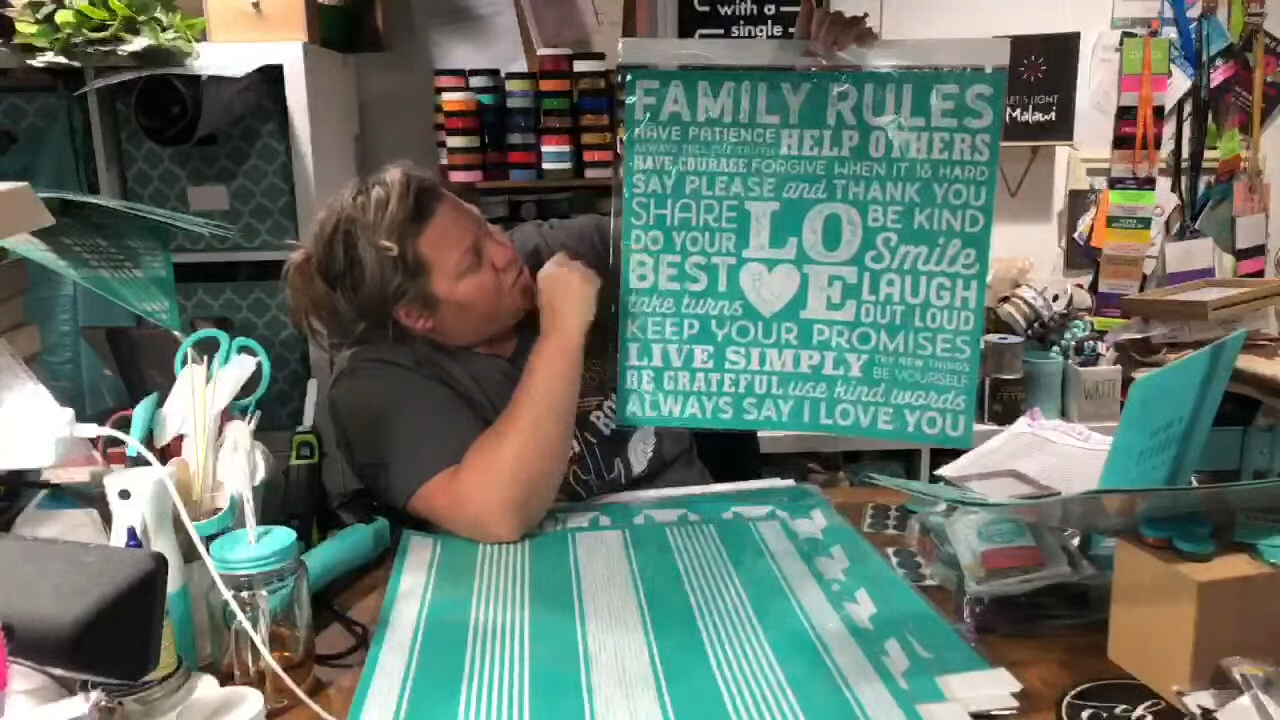 with a
single
LET'S LIGHT
Malawi
FAMILY RULES
HAVE PATIENCE HELP OTHERS
ALWAYS TELL THE TRUTH
HAVE COURAGE FORGIVE WHEN IT IS HARD
SAY PLEASE and THANK YOU
SHARE LOVE BE KIND
DO YOUR Smile
BEST LAUGH
take turns OUT LOUD
KEEP YOUR PROMISES
LIVE SIMPLY TRY NEW THINGS
BE YOURSELF
BE GRATEFUL use kind words
ALWAYS SAY I LOVE YOU
WRITE